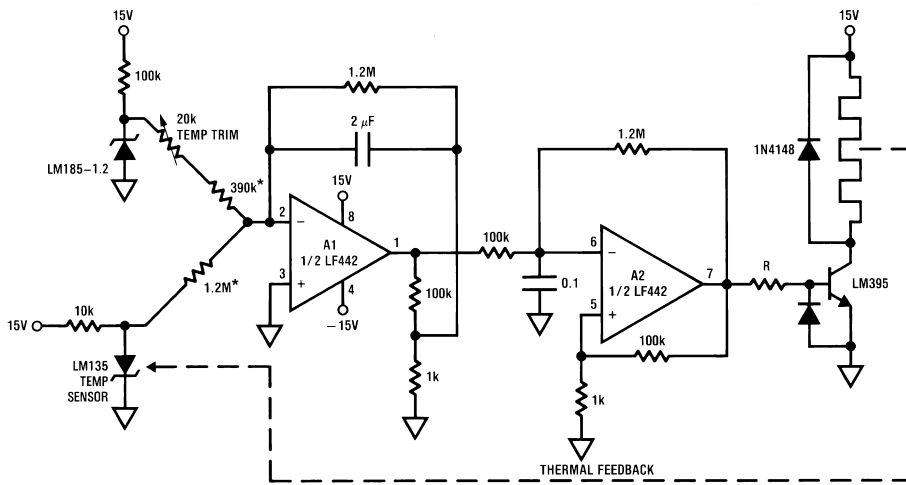 15V
100k
20k
TEMP TRIM
LM185–1.2
390k*
1.2M*
15V
10k
LM135
TEMP
SENSOR
1.2M
2 μF
15V
2
–
8
A1
1/2 LF442
1
3
+
4
–15V
100k
1k
100k
0.1
1.2M
6
–
A2
1/2 LF442
7
5
+
100k
1k
R
15V
1N4148
LM395
THERMAL FEEDBACK